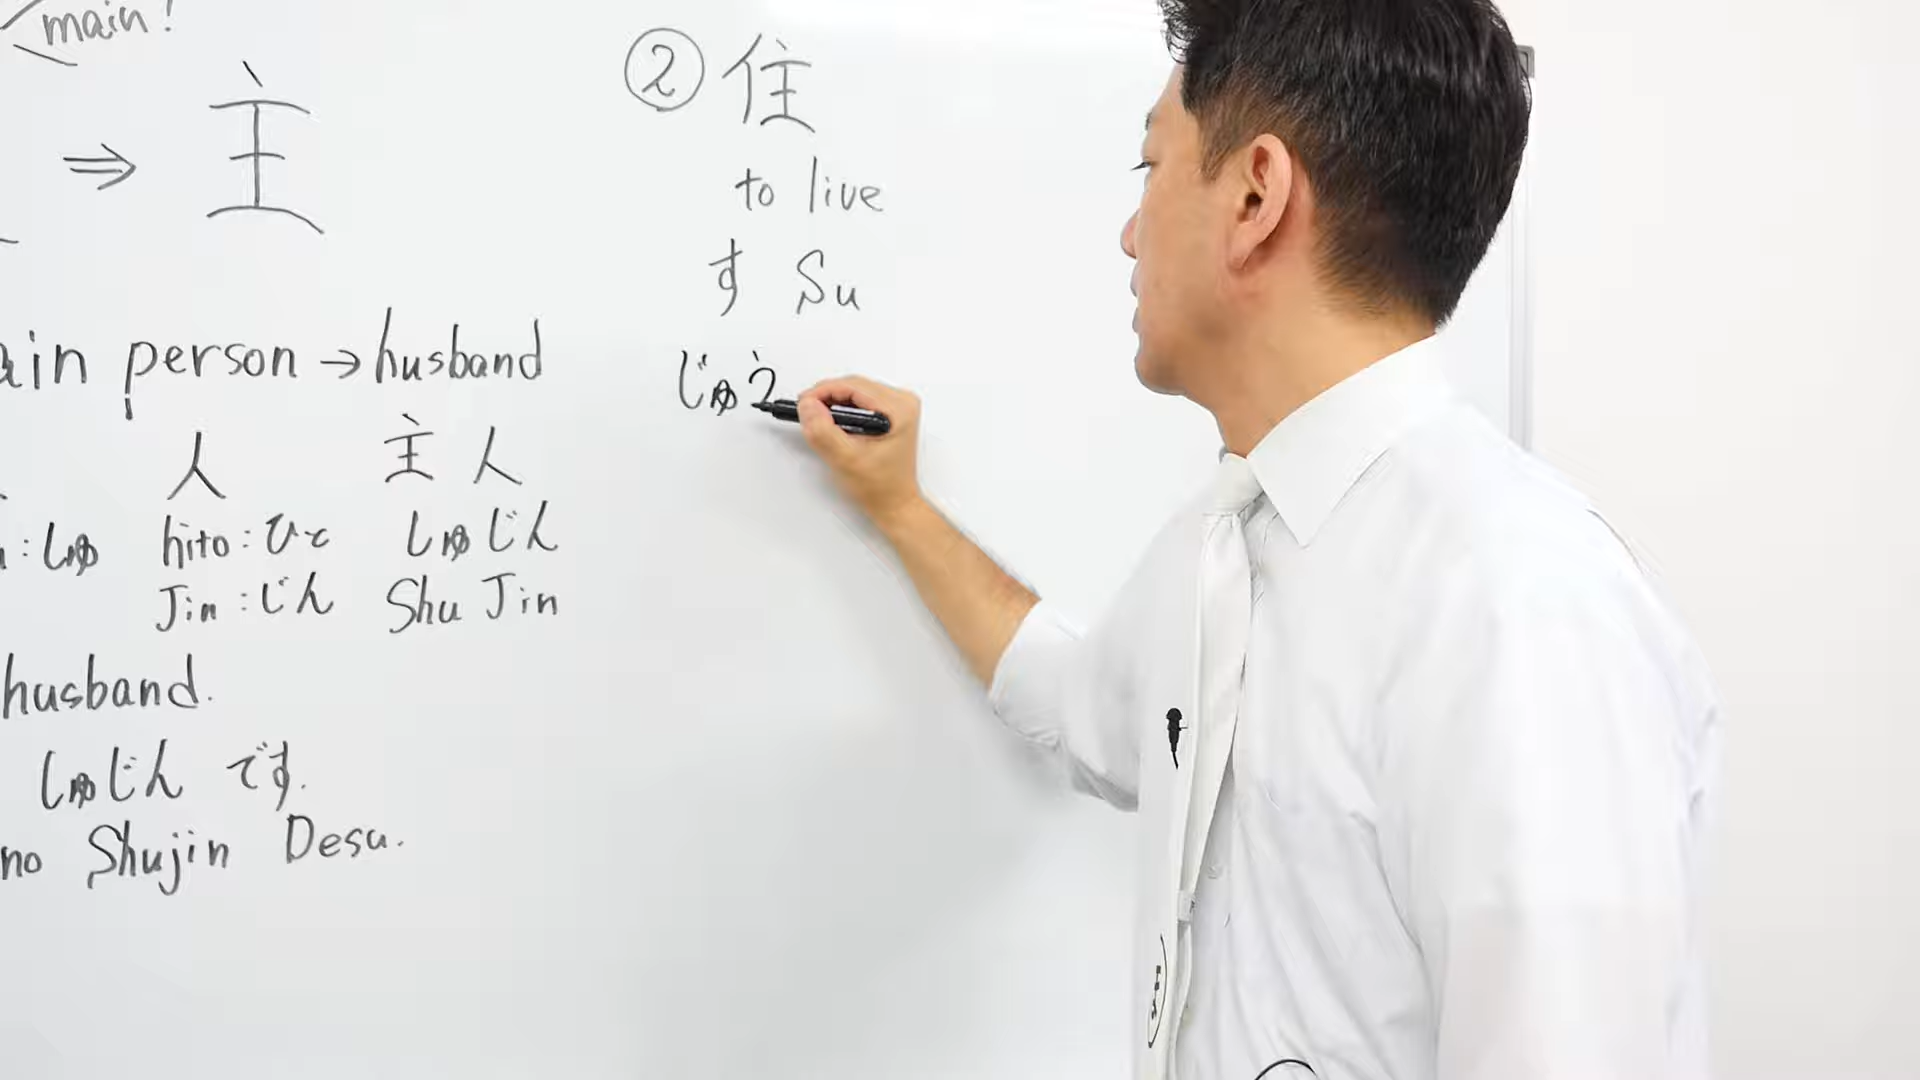 main!
⇒ 主
ain person → husband
人 主人
: しゅ hito : ひと しゅじん
Jin : じん Shu Jin
husband.
しゅじん です.
no Shujin Desu.
② 住
to live
す Su
じゅう